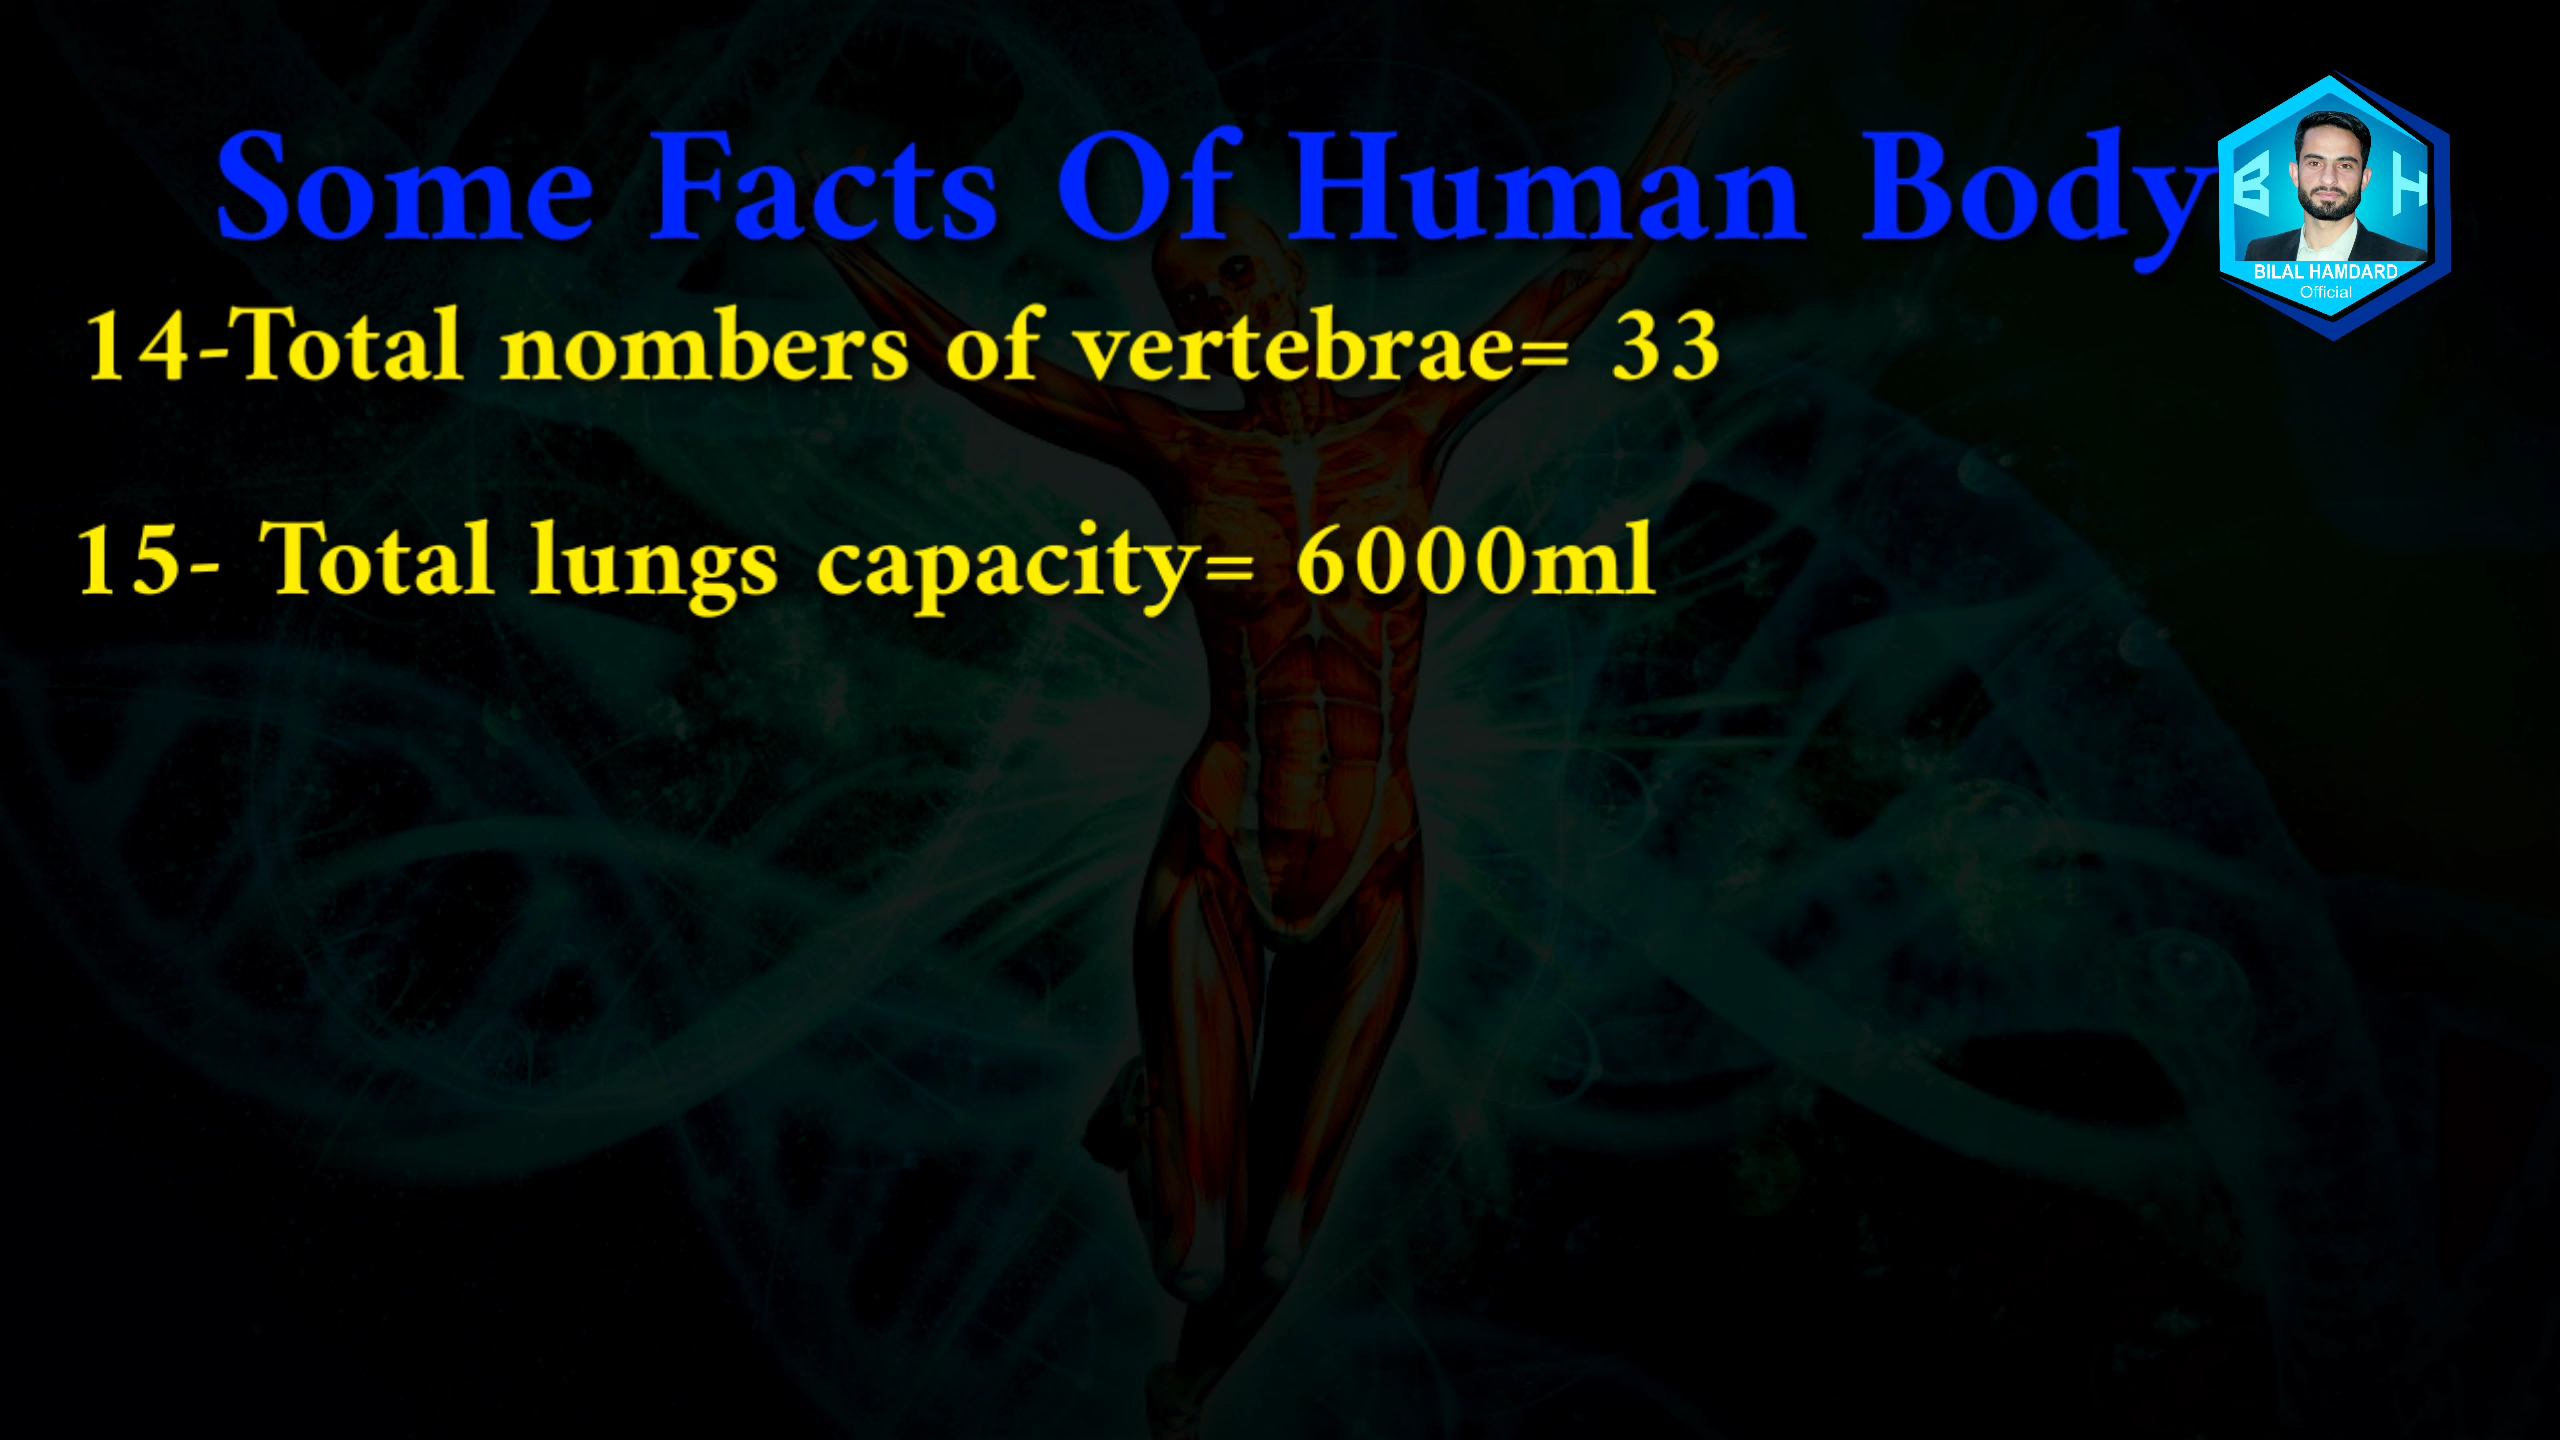 Some Facts Of Human Body
B H
BILAL HAMDARD
Official
14-Total nombers of vertebrae= 33
15- Total lungs capacity= 6000ml